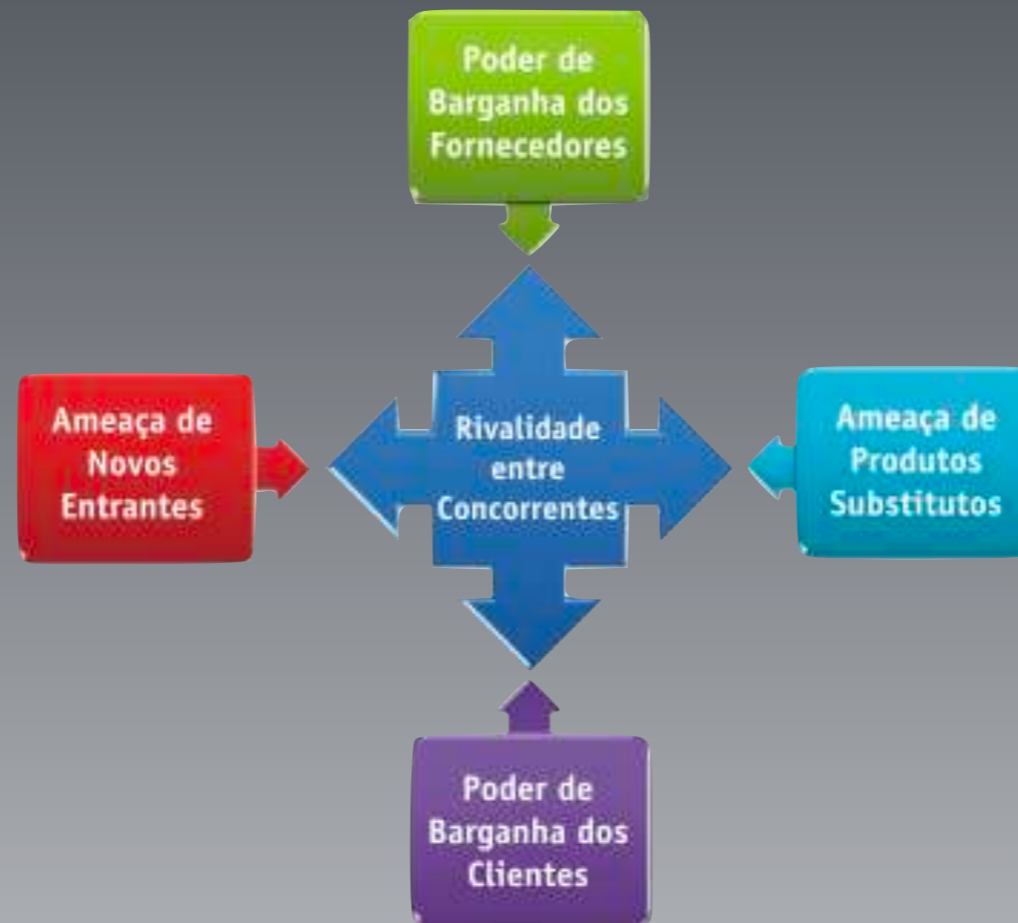 Poder de
Barganha dos
Fornecedores
Ameaça de
Novos
Entrantes
Rivalidade
entre
Concorrentes
Ameaça de
Produtos
Substitutos
Poder de
Barganha dos
Clientes